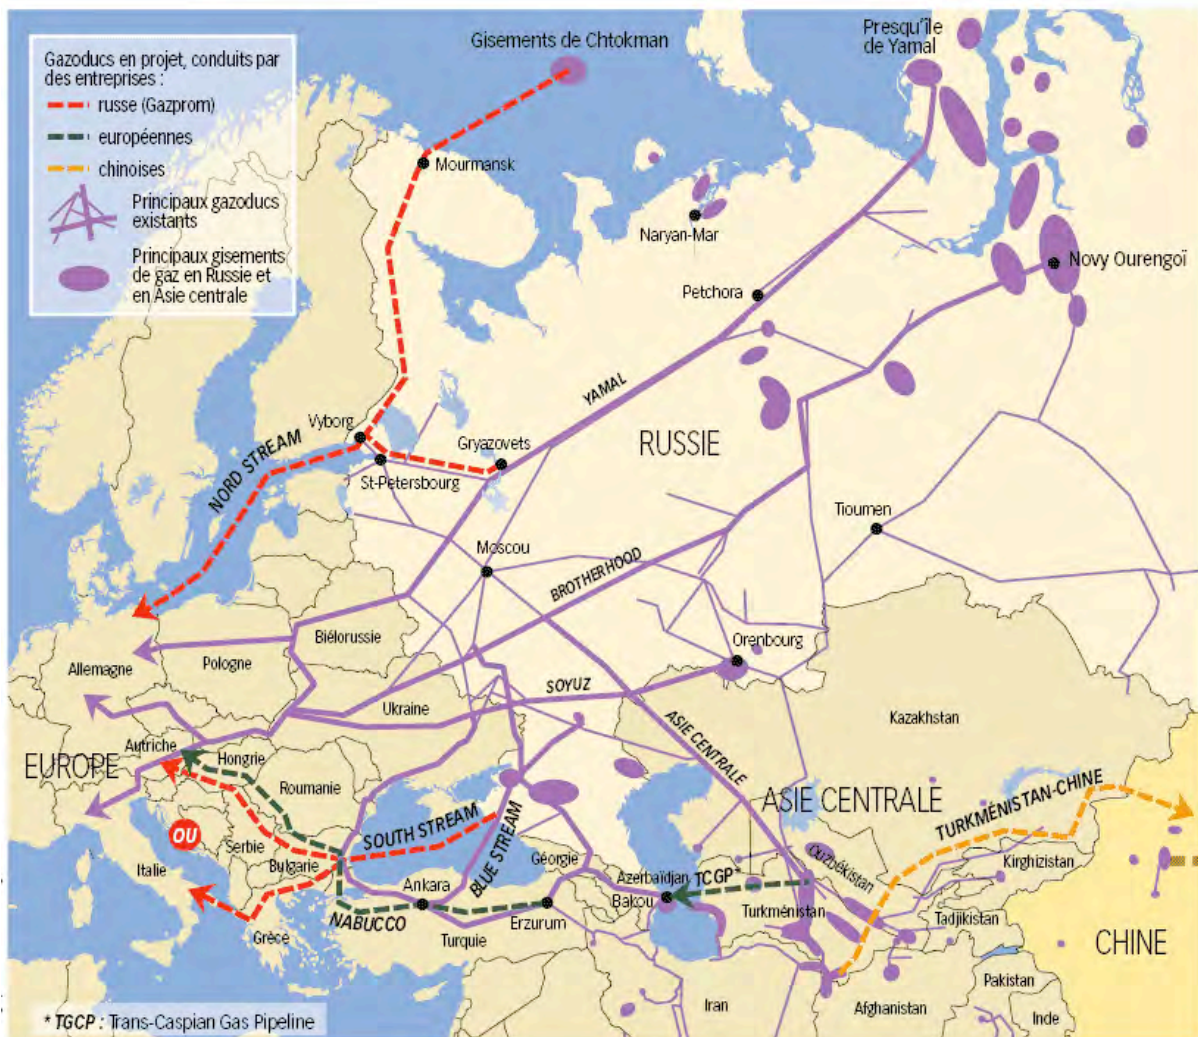 Gisements de Chtokman
Presqu'île
de Yamal
Gazoducs en projet, conduits par
des entreprises :
russe (Gazprom)
européennes
chinoises
Principaux gazoducs
existants
Principaux gisements
de gaz en Russie et
en Asie centrale
Mourmansk
Naryan-Mar
Novy Ourengoï
Petchora
YAMAL
RUSSIE
Vyborg
Gryazovets
NORD STREAM
St-Petersbourg
Tioumen
Moscou
BROTHERHOOD
Biélorussie
Orenbourg
Allemagne
Pologne
SOYUZ
Ukraine
ASIE CENTRALE
Kazakhstan
Autriche
EUROPE
Hongrie
Roumanie
ASIE CENTRALE
TURKMÉNISTAN-CHINE
OU
SOUTH STREAM
BLUE STREAM
Serbie
Bulgarie
Italie
Géorgie
Ouzbékistan
Kirghizistan
Azerbaïdjan
TCGP*
Bakou
Ankara
NABUCCO
Erzurum
Turkménistan
Tadjikistan
Grèce
Turquie
CHINE
Pakistan
Iran
Afghanistan
Inde
* TGCP : Trans-Caspian Gas Pipeline